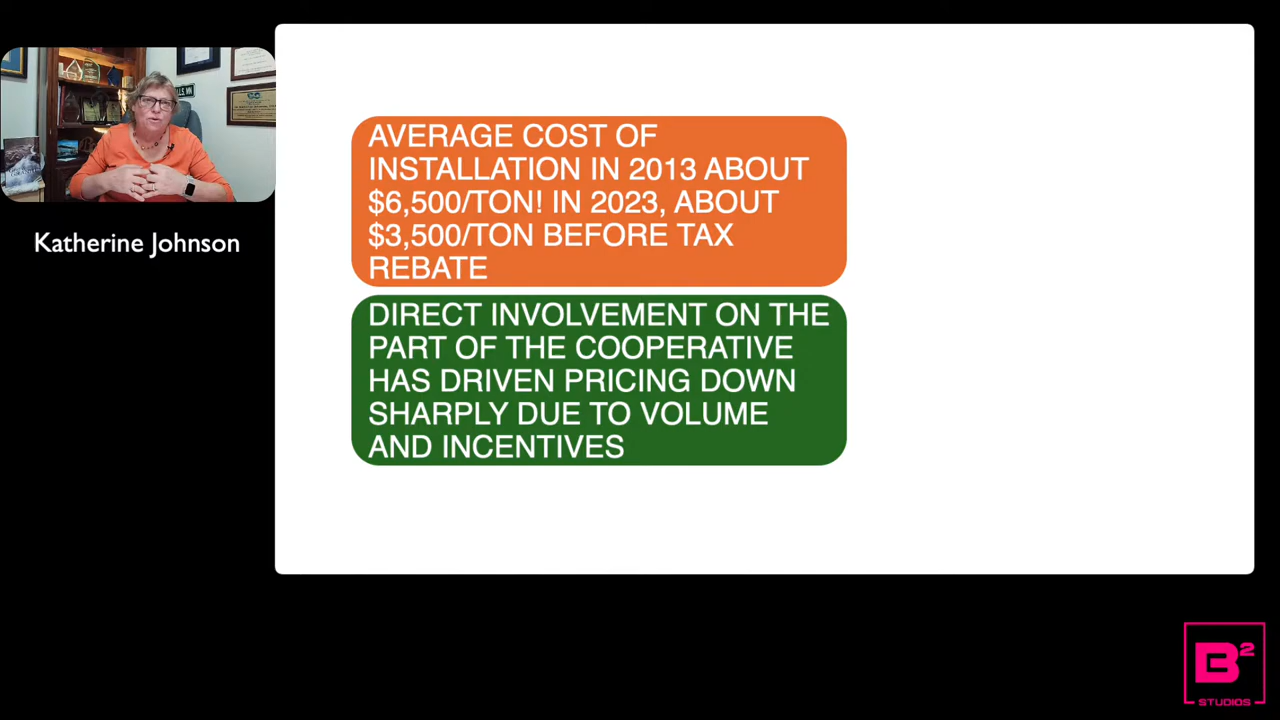 Katherine Johnson
AVERAGE COST OF
INSTALLATION IN 2013 ABOUT
$6,500/TON! IN 2023, ABOUT
$3,500/TON BEFORE TAX
REBATE
DIRECT INVOLVEMENT ON THE
PART OF THE COOPERATIVE
HAS DRIVEN PRICING DOWN
SHARPLY DUE TO VOLUME
AND INCENTIVES
B²
STUDIOS